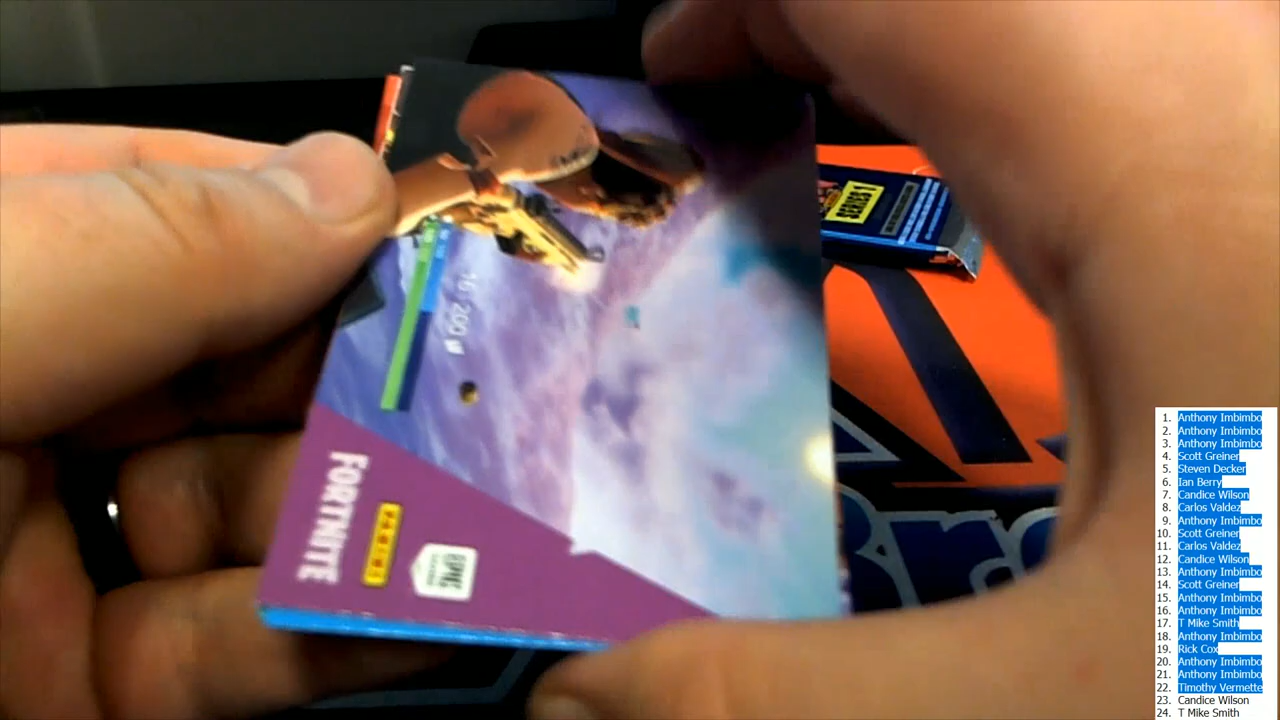 SERIES 1
200
FORTNITE
PANINI
EPIC
GAMES
1. Anthony Imbimbo
2. Anthony Imbimbo
3. Anthony Imbimbo
4. Scott Greiner
5. Steven Decker
6. Ian Berry
7. Candice Wilson
8. Carlos Valdez
9. Anthony Imbimbo
10. Scott Greiner
11. Carlos Valdez
12. Candice Wilson
13. Anthony Imbimbo
14. Scott Greiner
15. Anthony Imbimbo
16. Anthony Imbimbo
17. T Mike Smith
18. Anthony Imbimbo
19. Rick Cox
20. Anthony Imbimbo
21. Anthony Imbimbo
22. Timothy Vermette
23. Candice Wilson
24. T Mike Smith